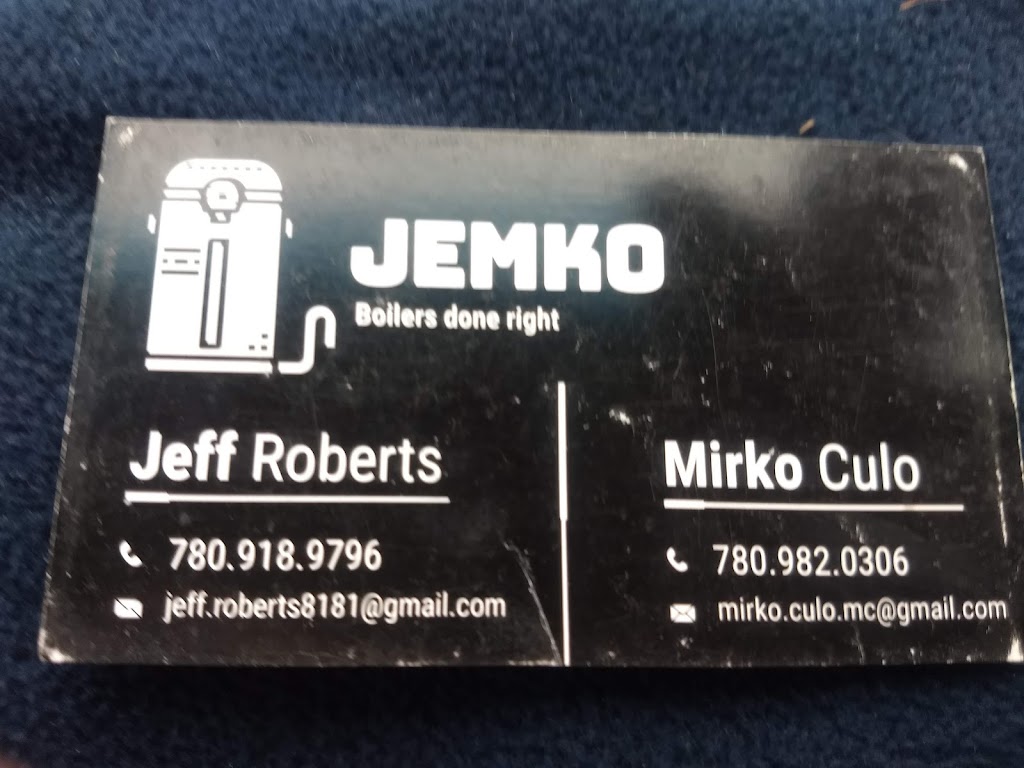 JEMKO
Boilers done right
Jeff Roberts
780.918.9796
jeff.roberts8181@gmail.com
Mirko Culo
780.982.0306
mirko.culo.mc@gmail.com